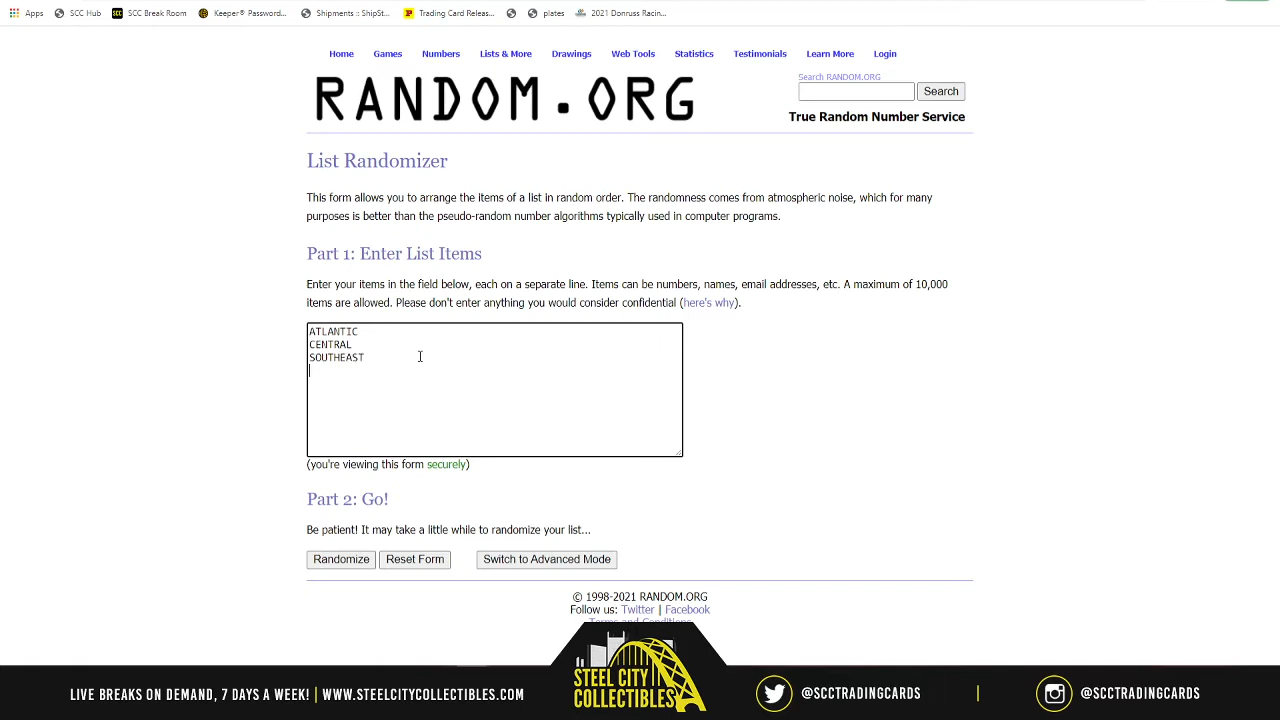 Apps SCC Hub SCC Break Room Keeper® Password... Shipments :: ShipSt... Trading Card Releas... plates 2021 Donruss Racin...
Home Games Numbers Lists & More Drawings Web Tools Statistics Testimonials Learn More Login
RANDOM.ORG
Search RANDOM.ORG
Search
True Random Number Service
List Randomizer
This form allows you to arrange the items of a list in random order. The randomness comes from atmospheric noise, which for many
purposes is better than the pseudo-random number algorithms typically used in computer programs.
Part 1: Enter List Items
Enter your items in the field below, each on a separate line. Items can be numbers, names, email addresses, etc. A maximum of 10,000
items are allowed. Please don't enter anything you would consider confidential (here's why).
ATLANTIC
CENTRAL
SOUTHEAST
(you're viewing this form securely)
Part 2: Go!
Be patient! It may take a little while to randomize your list...
Randomize Reset Form Switch to Advanced Mode
© 1998-2021 RANDOM.ORG
Follow us: Twitter | Facebook
Terms and Conditions
LIVE BREAKS ON DEMAND, 7 DAYS A WEEK! | WWW.STEELCITYCOLLECTIBLES.COM
STEEL CITY
COLLECTIBLES
@SCCTRADINGCARDS | @SCCTRADINGCARDS